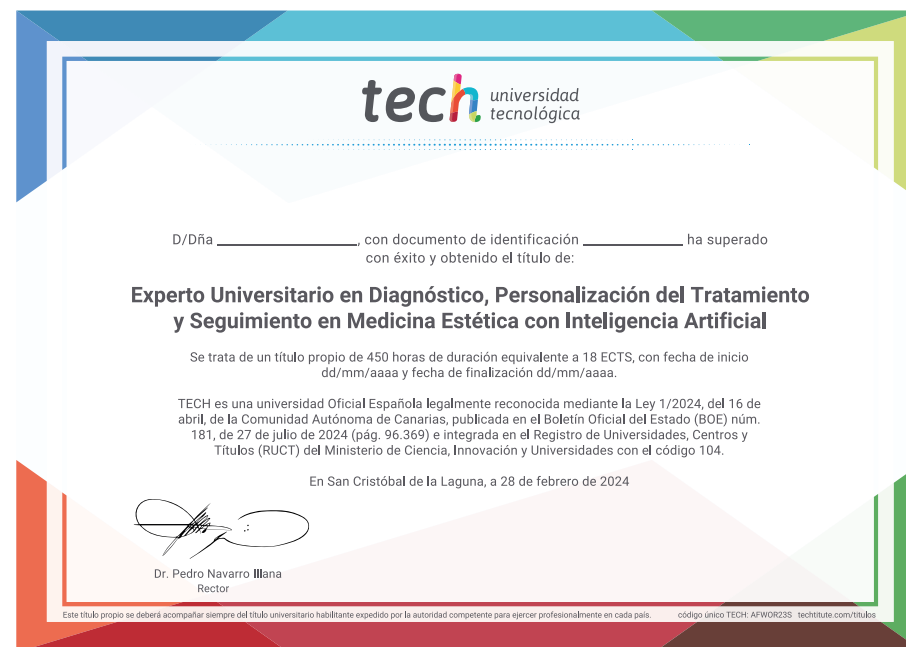 tech universidad
tecnológica
D/Dña ____________________, con documento de identificación ______________ ha superado
con éxito y obtenido el título de:
Experto Universitario en Diagnóstico, Personalización del Tratamiento
y Seguimiento en Medicina Estética con Inteligencia Artificial
Se trata de un título propio de 450 horas de duración equivalente a 18 ECTS, con fecha de inicio
dd/mm/aaaa y fecha de finalización dd/mm/aaaa.
TECH es una universidad Oficial Española legalmente reconocida mediante la Ley 1/2024, del 16 de
abril, de la Comunidad Autónoma de Canarias, publicada en el Boletín Oficial del Estado (BOE) núm.
181, de 27 de julio de 2024 (pág. 96.369) e integrada en el Registro de Universidades, Centros y
Títulos (RUCT) del Ministerio de Ciencia, Innovación y Universidades con el código 104.
En San Cristóbal de la Laguna, a 28 de febrero de 2024
Dr. Pedro Navarro Illana
Rector
Este título propio se deberá acompañar siempre del título universitario habilitante expedido por la autoridad competente para ejercer profesionalmente en cada país. código único TECH: AFWOR23S techtitute.com/titulos